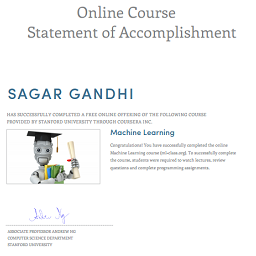 Online Course
Statement of Accomplishment
SAGAR GANDHI
HAS SUCCESSFULLY COMPLETED A FREE ONLINE OFFERING OF THE FOLLOWING COURSE
PROVIDED BY STANFORD UNIVERSITY THROUGH COURSERA INC.
Machine Learning
Congratulations! You have successfully completed the online
Machine Learning course (ml-class.org). To successfully complete
the course, students were required to watch lectures, review
questions and complete programming assignments.
ASSOCIATE PROFESSOR ANDREW NG
COMPUTER SCIENCE DEPARTMENT
STANFORD UNIVERSITY